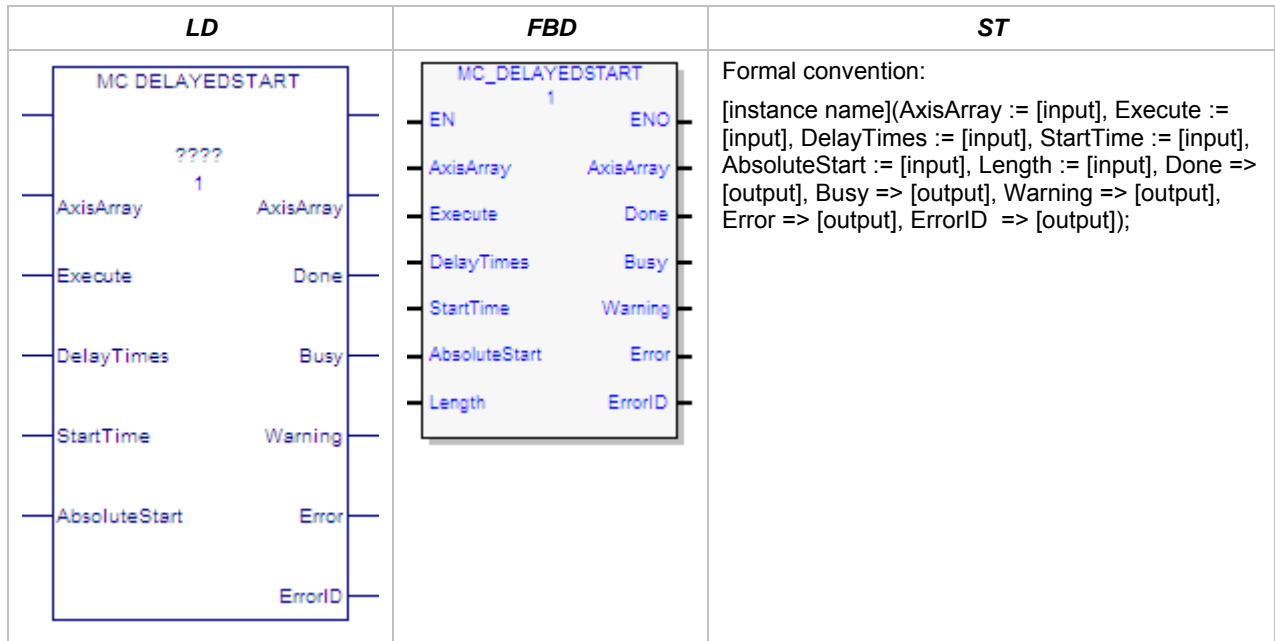 LD
FBD
ST
MC DELAYEDSTART
????
1
AxisArray AxisArray
Execute Done
DelayTimes Busy
StartTime Warning
AbsoluteStart Error
ErrorID
MC_DELAYEDSTART
1
EN ENO
AxisArray AxisArray
Execute Done
DelayTimes Busy
StartTime Warning
AbsoluteStart Error
Length ErrorID
Formal convention:
[instance name](AxisArray := [input], Execute :=
[input], DelayTimes := [input], StartTime := [input],
AbsoluteStart := [input], Length := [input], Done =>
[output], Busy => [output], Warning => [output],
Error => [output], ErrorID => [output]);